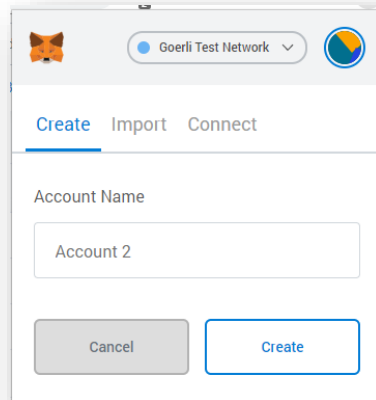 Goerli Test Network
Create Import Connect
Account Name
Account 2
Cancel Create